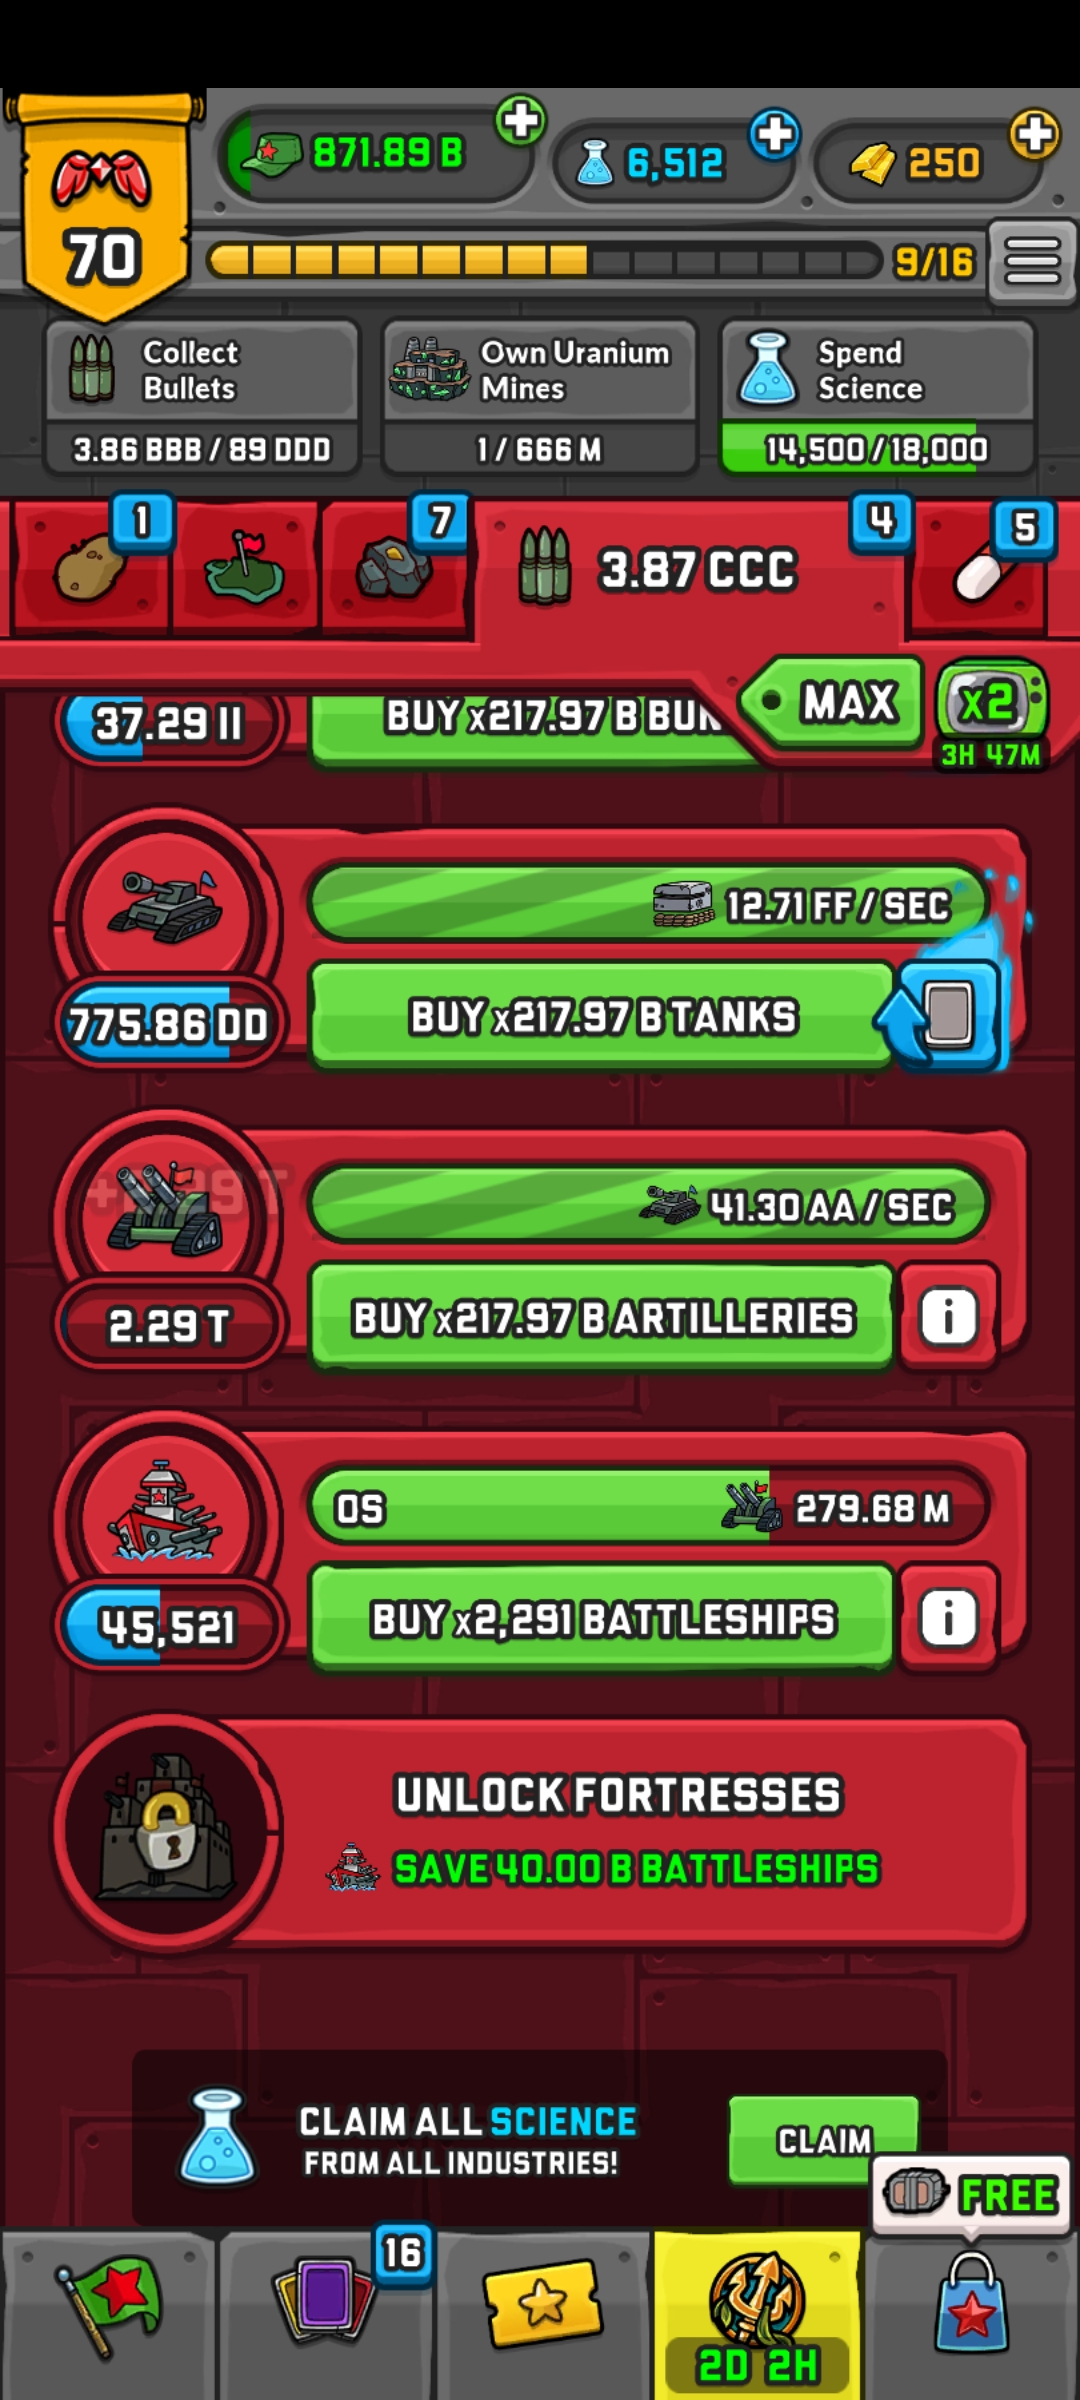 871.89 B
6,512
250
70
9/16
Collect
Bullets
Own Uranium
Mines
Spend
Science
3.86 BBB / 89 DDD
1 / 666 M
14,500/18,000
1
7
3.87 CCC
4
5
MAX
x2
3H 47M
37.29 II
BUY x217.97 B
12.71 FF / SEC
775.86 DD
BUY x217.97 B TANKS
41.30 AA / SEC
2.29 T
BUY x217.97 B ARTILLERIES
i
0S
279.68 M
45,521
BUY x2,291 BATTLESHIPS
i
UNLOCK FORTRESSES
SAVE 40.00 B BATTLESHIPS
CLAIM ALL SCIENCE
FROM ALL INDUSTRIES!
CLAIM
FREE
16
2D 2H